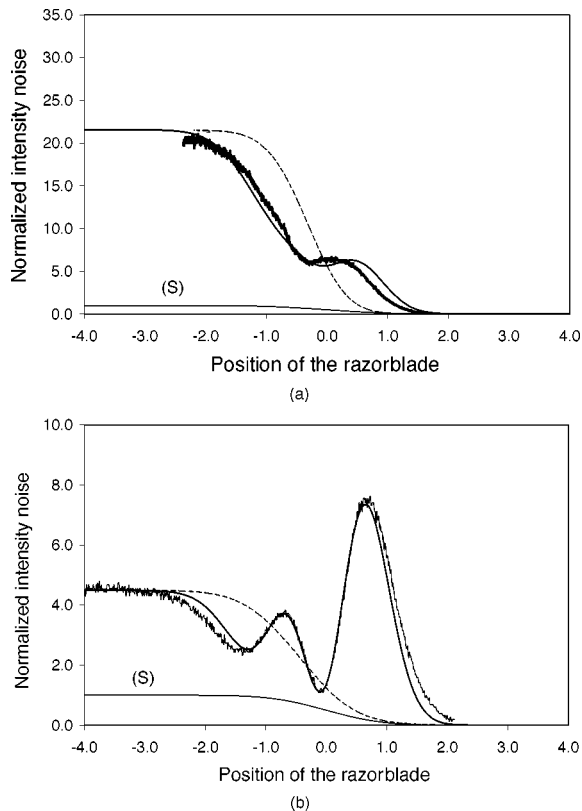 35.0
30.0
25.0
20.0
15.0
10.0
5.0
0.0
Normalized intensity noise
(S)
-4.0 -3.0 -2.0 -1.0 0.0 1.0 2.0 3.0 4.0
Position of the razorblade
(a)
10.0
8.0
6.0
4.0
2.0
0.0
Normalized intensity noise
(S)
-4.0 -3.0 -2.0 -1.0 0.0 1.0 2.0 3.0 4.0
Position of the razorblade
(b)